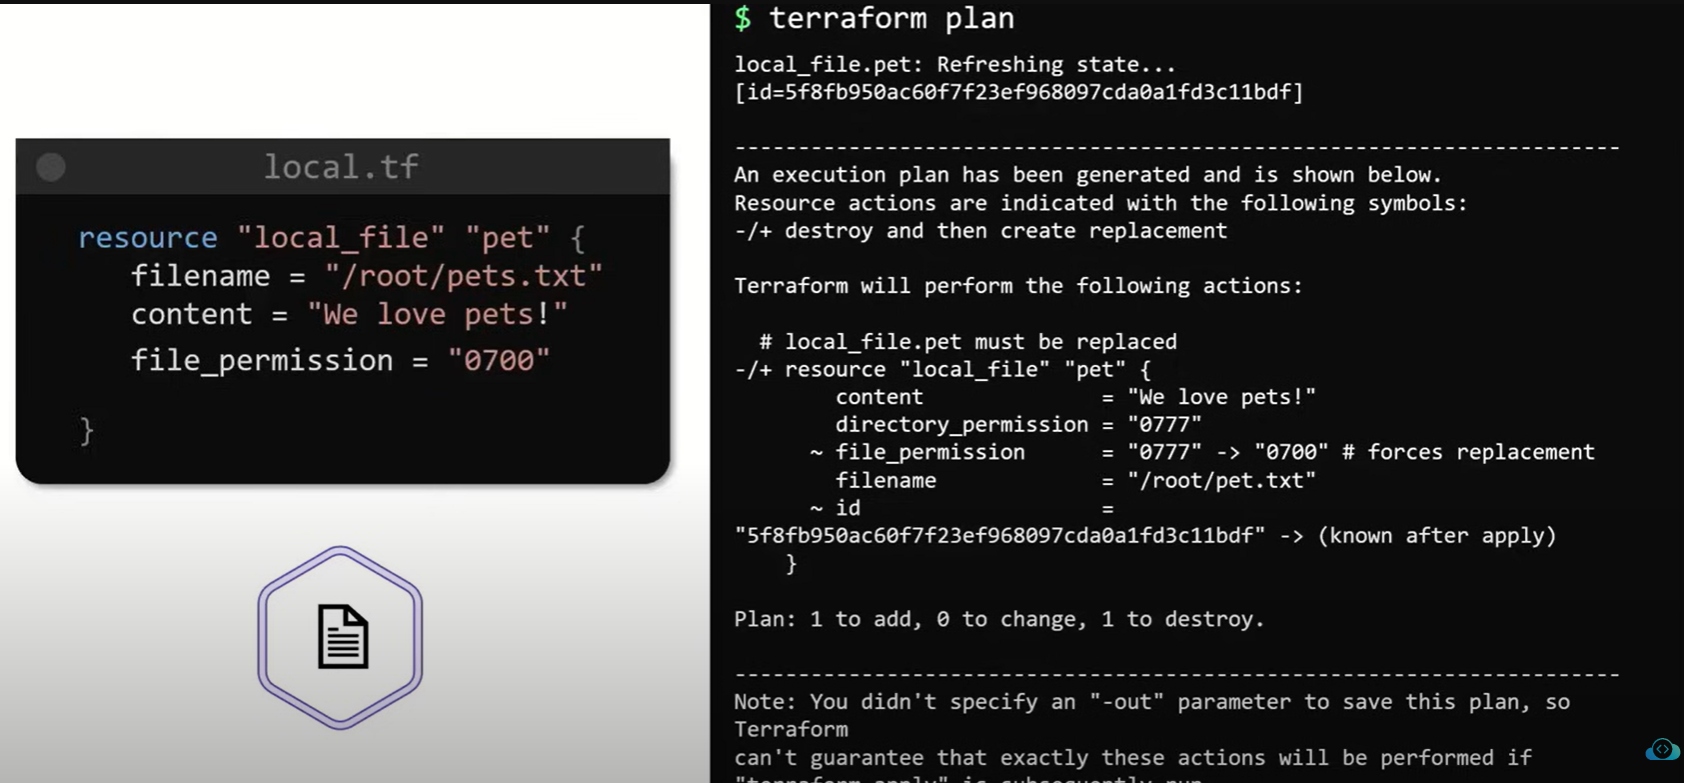 local.tf
resource "local_file" "pet" {
filename = "/root/pets.txt"
content = "We love pets!"
file_permission = "0700"
}
$ terraform plan
local_file.pet: Refreshing state...
[id=5f8fb950ac60f7f23ef968097cda0a1fd3c11bdf]
----------------------------------------------------------------------
An execution plan has been generated and is shown below.
Resource actions are indicated with the following symbols:
-/+ destroy and then create replacement
Terraform will perform the following actions:
# local_file.pet must be replaced
-/+ resource "local_file" "pet" {
content = "We love pets!"
directory_permission = "0777"
~ file_permission = "0777" -> "0700" # forces replacement
filename = "/root/pet.txt"
~ id =
"5f8fb950ac60f7f23ef968097cda0a1fd3c11bdf" -> (known after apply)
}
Plan: 1 to add, 0 to change, 1 to destroy.
----------------------------------------------------------------------
Note: You didn't specify an "-out" parameter to save this plan, so
Terraform
can't guarantee that exactly these actions will be performed if
"terraform apply" is subsequently run.